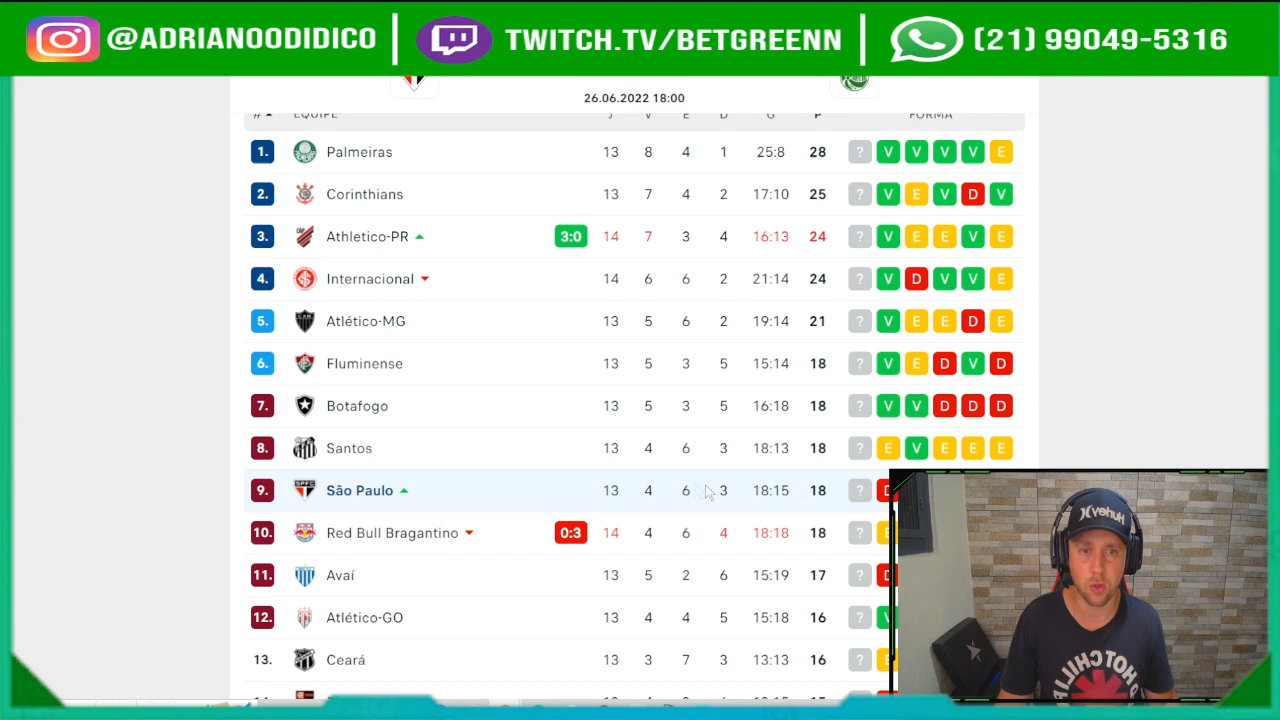 @ADRIANOODIDICO | TWITCH.TV/BETGREENN | (21) 99049-5316
26.06.2022 18:00
# EQUIPE J V E D G P FORMA
1. Palmeiras 13 8 4 1 25:8 28 ? V V V V E
2. Corinthians 13 7 4 2 17:10 25 ? V E V D V
3. Athletico-PR 3:0 14 7 3 4 16:13 24 ? V E E V E
4. Internacional 14 6 6 2 21:14 24 ? V D V V E
5. Atlético-MG 13 5 6 2 19:14 21 ? V E E D E
6. Fluminense 13 5 3 5 15:14 18 ? V E D V D
7. Botafogo 13 5 3 5 16:18 18 ? V V D D D
8. Santos 13 4 6 3 18:13 18 ? E V E E E
9. São Paulo 13 4 6 3 18:15 18 ? D
10. Red Bull Bragantino 0:3 14 4 6 4 18:18 18 ? E
11. Avaí 13 5 2 6 15:19 17 ? D
12. Atlético-GO 13 4 4 5 15:18 16 ? V
13. Ceará 13 3 7 3 13:13 16 ? E
HOT CHILI